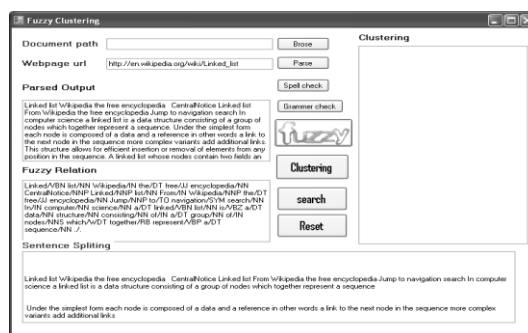 Fuzzy Clustering
Document path
Brose
Clustering
Webpage url
http://en.wikipedia.org/wiki/Linked_list
Parse
Parsed Output
Spell check
Linked list Wikipedia the free encyclopedia CentralNotice Linked list
From Wikipedia the free encyclopedia Jump to navigation search In
computer science a linked list is a data structure consisting of a group of
nodes which together represent a sequence. Under the simplest form
each node is composed of a data and a reference in other words a link to
the next node in the sequence more complex variants add additional links.
This structure allows for efficient insertion or removal of elements from any
position in the sequence. A linked list whose nodes contain two fields an
Grammer check
fuzzy
Clustering
Fuzzy Relation
Linked/VBN list/NN Wikipedia/IN the/DT free/JJ encyclopedia/NN
CentralNotice/NNP Linked/NNP list/NN From/IN Wikipedia/NNP the/DT
free/JJ encyclopedia/NN Jump/NNP to/TO navigation/SYM search/NN
In/IN computer/NN science/NN a/DT linked/VBN list/NN is/VBZ a/DT
data/NN structure/NN consisting/NN of/IN a/DT group/NN of/IN
nodes/NNS which/WDT together/RB represent/VBP a/DT
sequence/NN ./.
search
Reset
Sentence Spliting
Linked list Wikipedia the free encyclopedia CentralNotice Linked list From Wikipedia the free encyclopedia Jump to navigation search In computer
science a linked list is a data structure consisting of a group of nodes which together represent a sequence
Under the simplest form each node is composed of a data and a reference in other words a link to the next node in the sequence more complex
variants add additional links